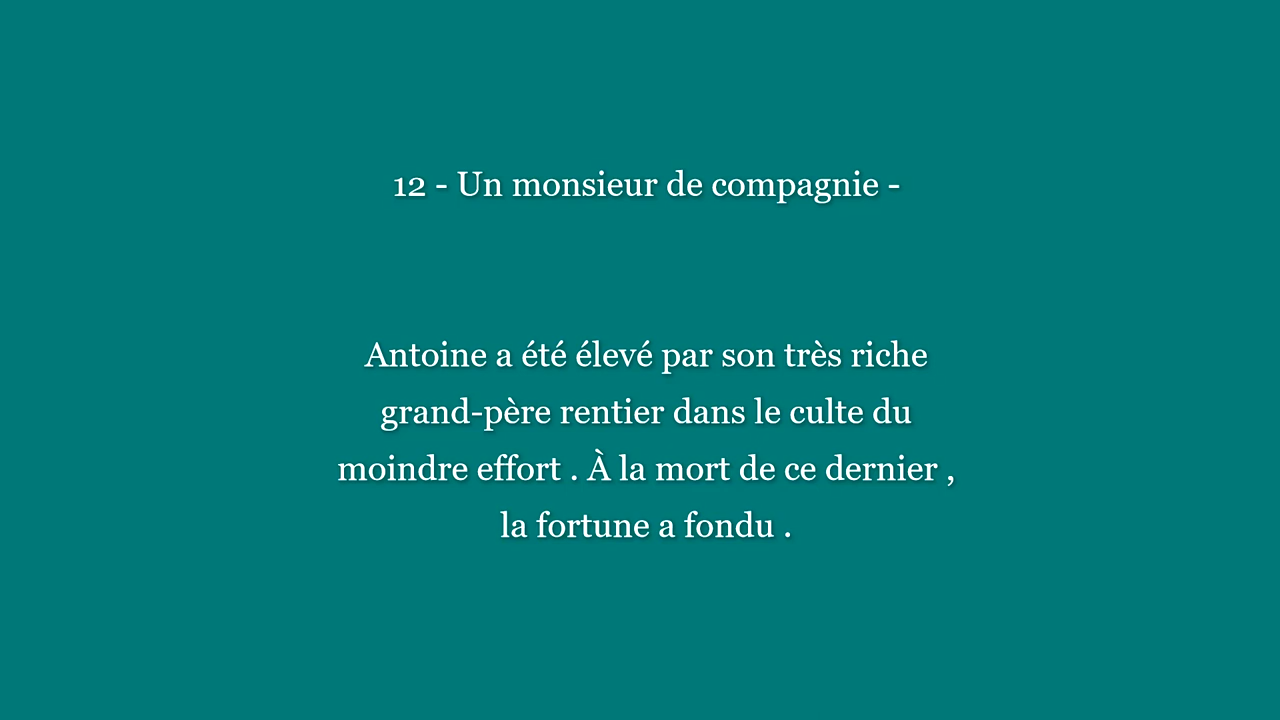 12 - Un monsieur de compagnie -
Antoine a été élevé par son très riche
grand-père rentier dans le culte du
moindre effort . À la mort de ce dernier ,
la fortune a fondu .